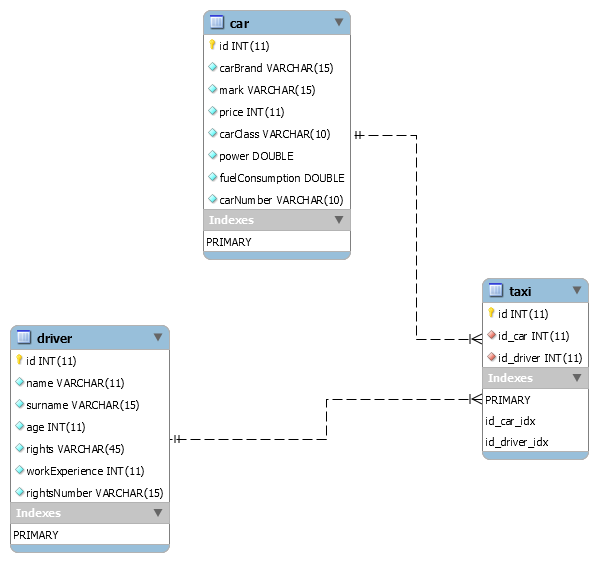 car
id INT(11)
carBrand VARCHAR(15)
mark VARCHAR(15)
price INT(11)
carClass VARCHAR(10)
power DOUBLE
fuelConsumption DOUBLE
carNumber VARCHAR(10)
Indexes
PRIMARY
driver
id INT(11)
name VARCHAR(11)
surname VARCHAR(15)
age INT(11)
rights VARCHAR(45)
workExperience INT(11)
rightsNumber VARCHAR(15)
Indexes
PRIMARY
taxi
id INT(11)
id_car INT(11)
id_driver INT(11)
Indexes
PRIMARY
id_car_idx
id_driver_idx